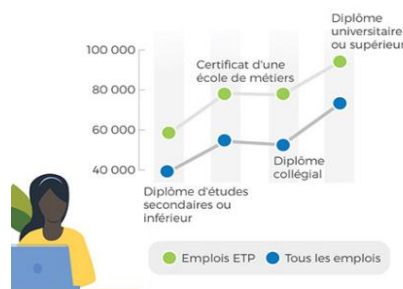 Diplôme
universitaire
ou supérieur
100 000
Certificat d'une
école de métiers
80 000
60 000
40 000
Diplôme
collégial
Diplôme d'études
secondaires ou
inférieur
Emplois ETP
Tous les emplois